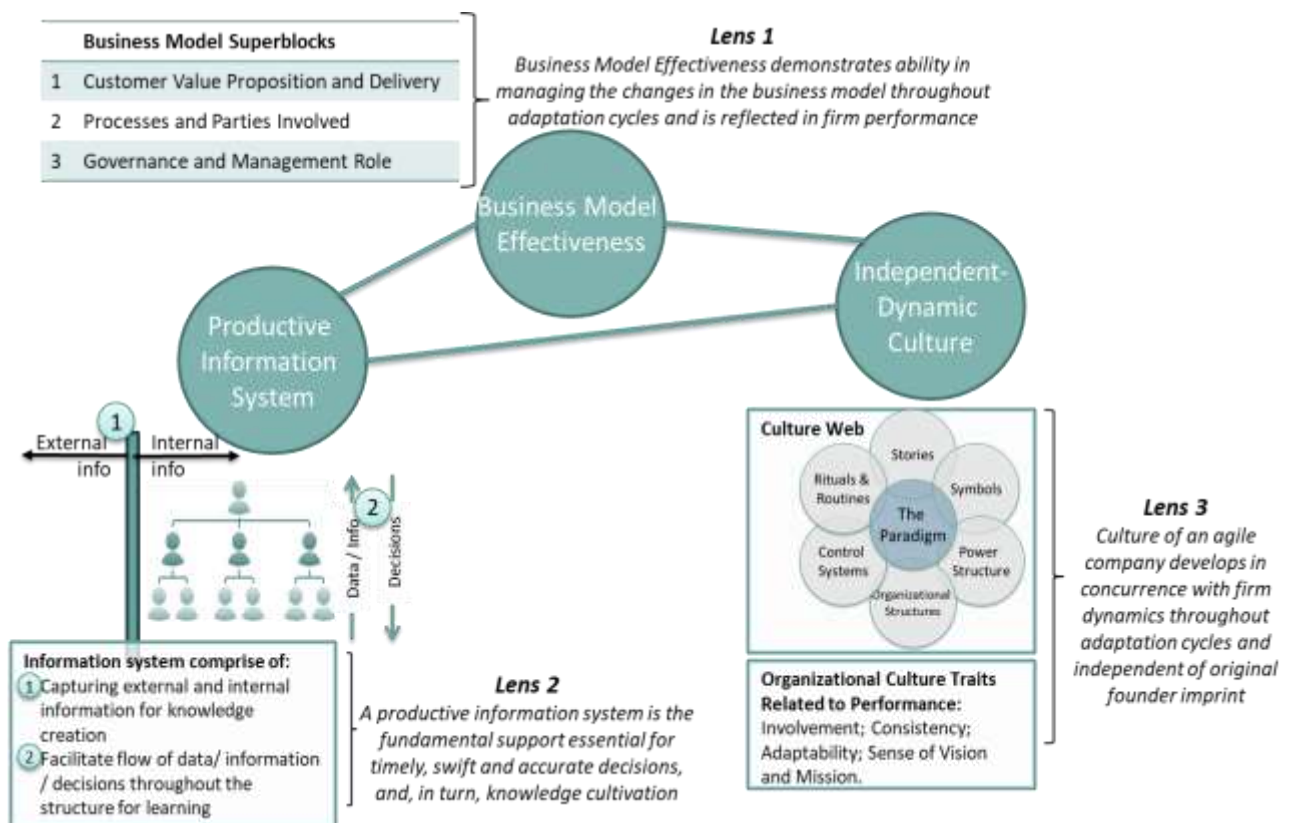 Business Model Superblocks
1 Customer Value Proposition and Delivery
2 Processes and Parties Involved
3 Governance and Management Role
Lens 1
Business Model Effectiveness demonstrates ability in
managing the changes in the business model throughout
adaptation cycles and is reflected in firm performance
Business Model
Effectiveness
Independent-
Dynamic
Culture
Productive
Information
System
1
External
info
Internal
info
2
Data / Info
Decisions
Information system comprise of:
1 Capturing external and internal
information for knowledge
creation
2 Facilitate flow of data/ information
/ decisions throughout the
structure for learning
Lens 2
A productive information system is the
fundamental support essential for
timely, swift and accurate decisions,
and, in turn, knowledge cultivation
Culture Web
Stories
Rituals &
Routines
Symbols
The
Paradigm
Control
Systems
Power
Structure
Organizational
Structures
Organizational Culture Traits
Related to Performance:
Involvement; Consistency;
Adaptability; Sense of Vision
and Mission.
Lens 3
Culture of an agile
company develops in
concurrence with firm
dynamics throughout
adaptation cycles and
independent of original
founder imprint